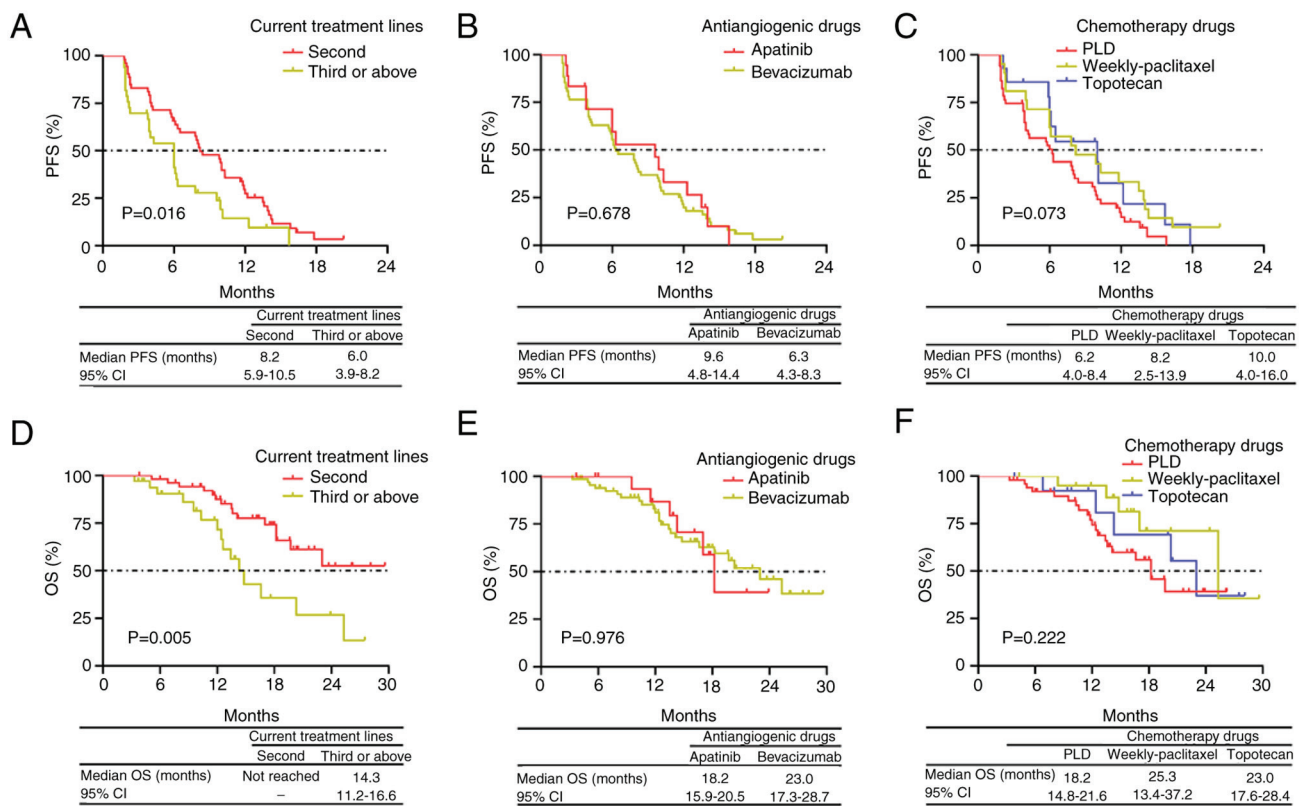 A
Current treatment lines
Second
Third or above
PFS (%)
100
75
50
25
0
P=0.016
0 6 12 18 24
Months
Current treatment lines
Second Third or above
Median PFS (months) 8.2 6.0
95% CI 5.9-10.5 3.9-8.2
B
Antiangiogenic drugs
Apatinib
Bevacizumab
PFS (%)
100
75
50
25
0
P=0.678
0 6 12 18 24
Months
Antiangiogenic drugs
Apatinib Bevacizumab
Median PFS (months) 9.6 6.3
95% CI 4.8-14.4 4.3-8.3
C
Chemotherapy drugs
PLD
Weekly-paclitaxel
Topotecan
PFS (%)
100
75
50
25
0
P=0.073
0 6 12 18 24
Months
Chemotherapy drugs
PLD Weekly-paclitaxel Topotecan
Median PFS (months) 6.2 8.2 10.0
95% CI 4.0-8.4 2.5-13.9 4.0-16.0
D
Current treatment lines
Second
Third or above
OS (%)
100
75
50
25
0
P=0.005
0 6 12 18 24 30
Months
Current treatment lines
Second Third or above
Median OS (months) Not reached 14.3
95% CI – 11.2-16.6
E
Antiangiogenic drugs
Apatinib
Bevacizumab
OS (%)
100
75
50
25
0
P=0.976
0 6 12 18 24 30
Months
Antiangiogenic drugs
Apatinib Bevacizumab
Median OS (months) 18.2 23.0
95% CI 15.9-20.5 17.3-28.7
F
Chemotherapy drugs
PLD
Weekly-paclitaxel
Topotecan
OS (%)
100
75
50
25
0
P=0.222
0 6 12 18 24 30
Months
Chemotherapy drugs
PLD Weekly-paclitaxel Topotecan
Median OS (months) 18.2 25.3 23.0
95% CI 14.8-21.6 13.4-37.2 17.6-28.4